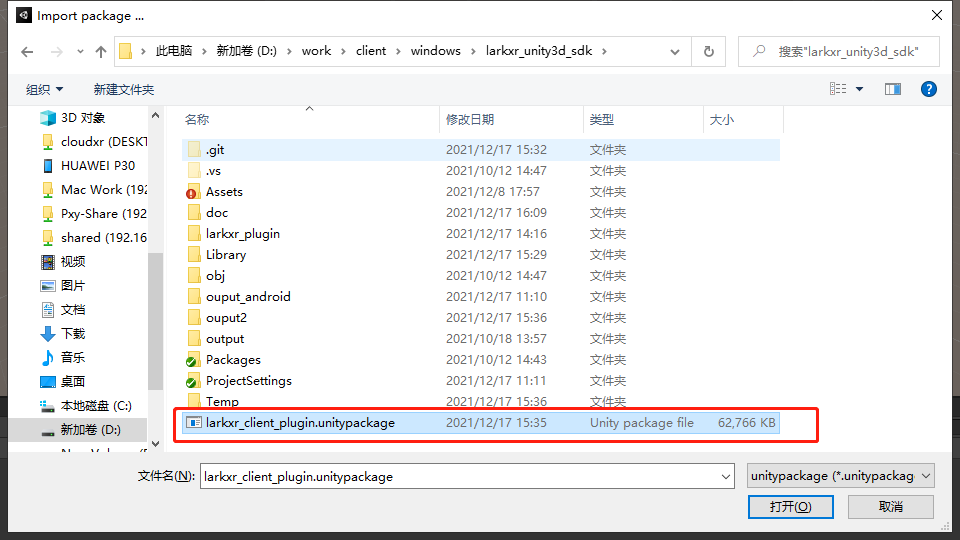 Import package ...
此电脑 新加卷 (D:) work client windows larkxr_unity3d_sdk
搜索"larkxr_unity3d_sdk"
组织 新建文件夹
名称 修改日期 类型 大小
3D 对象
cloudxr (DESKT
HUAWEI P30
Mac Work (192
Pxy-Share (192
shared (192.16
视频
图片
文档
下载
音乐
桌面
本地磁盘 (C:)
新加卷 (D:)
.git 2021/12/17 15:32 文件夹
.vs 2021/10/12 14:47 文件夹
Assets 2021/12/8 17:57 文件夹
doc 2021/12/17 16:09 文件夹
larkxr_plugin 2021/12/17 14:16 文件夹
Library 2021/12/17 15:29 文件夹
obj 2021/10/12 14:47 文件夹
ouput_android 2021/12/17 11:10 文件夹
ouput2 2021/12/17 15:36 文件夹
output 2021/10/18 13:57 文件夹
Packages 2021/10/12 14:43 文件夹
ProjectSettings 2021/12/17 11:11 文件夹
Temp 2021/12/17 15:36 文件夹
larkxr_client_plugin.unitypackage 2021/12/17 15:35 Unity package file 62,766 KB
文件名(N): larkxr_client_plugin.unitypackage unitypackage (*.unitypackag
打开(O) 取消